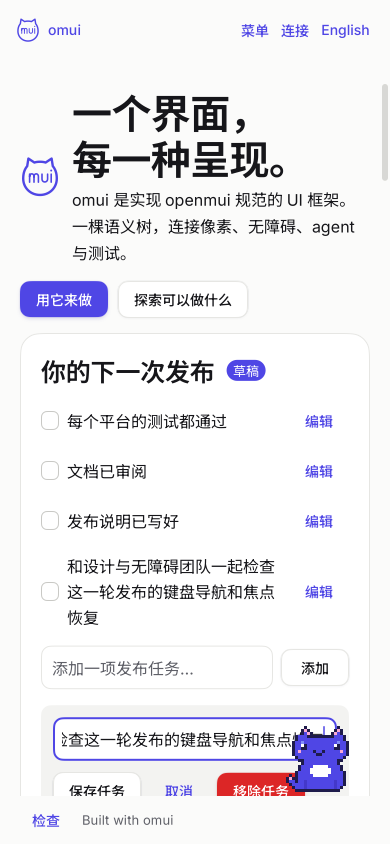 mui omui 菜单 连接 English
一个界面，
每一种呈现。
mui
omui 是实现 openmui 规范的 UI 框架。
一棵语义树，连接像素、无障碍、agent
与测试。
用它来做 探索可以做什么
你的下一次发布 草稿
每个平台的测试都通过 编辑
文档已审阅 编辑
发布说明已写好 编辑
和设计与无障碍团队一起检查
这一轮发布的键盘导航和焦点
恢复 编辑
添加一项发布任务... 添加
检查这一轮发布的键盘导航和焦点
保存任务 取消 移除任务
检查 Built with omui